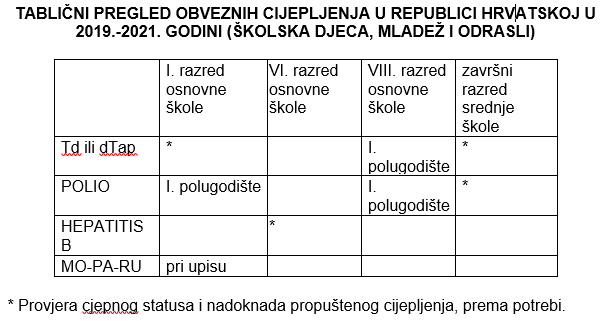 TABLIČNI PREGLED OBVEZNIH CIJEPLJENJA U REPUBLICI HRVATSKOJ U
2019.-2021. GODINI (ŠKOLSKA DJECA, MLADEŽ I ODRASLI)
I. razred VI. razred VIII. razred završni
osnovne osnovne osnovne razred
škole škole škole srednje
škole
Td ili dTap * I. *
polugodište
POLIO I. polugodište I. *
polugodište
HEPATITIS *
B
MO-PA-RU pri upisu
* Provjera cjepnog statusa i nadoknada propuštenog cijepljenja, prema potrebi.